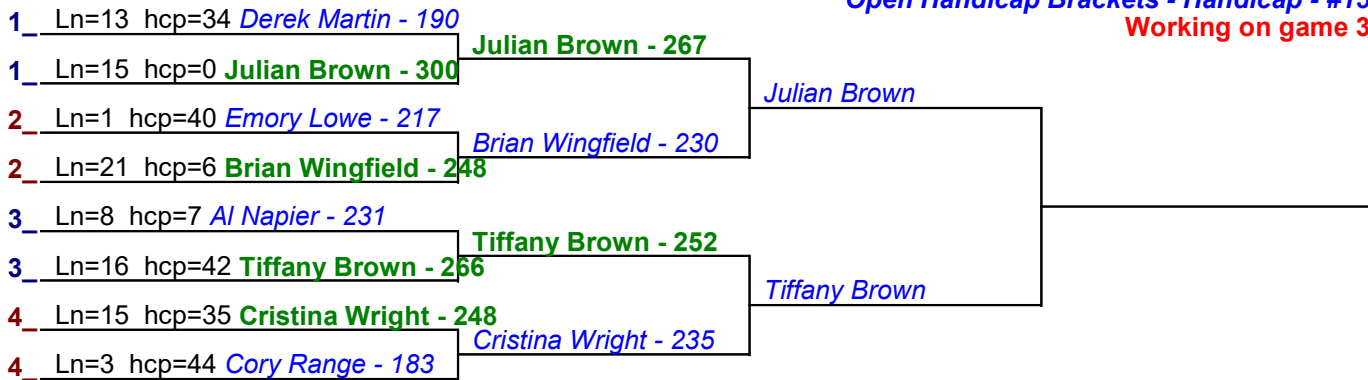 Open Handicap Brackets - Handicap - #13
Working on game 3
1_ Ln=13 hcp=34 Derek Martin - 190
Julian Brown - 267
1_ Ln=15 hcp=0 Julian Brown - 300
Julian Brown
2_ Ln=1 hcp=40 Emory Lowe - 217
Brian Wingfield - 230
2_ Ln=21 hcp=6 Brian Wingfield - 248
3_ Ln=8 hcp=7 Al Napier - 231
Tiffany Brown - 252
3_ Ln=16 hcp=42 Tiffany Brown - 266
Tiffany Brown
4_ Ln=15 hcp=35 Cristina Wright - 248
Cristina Wright - 235
4_ Ln=3 hcp=44 Cory Range - 183